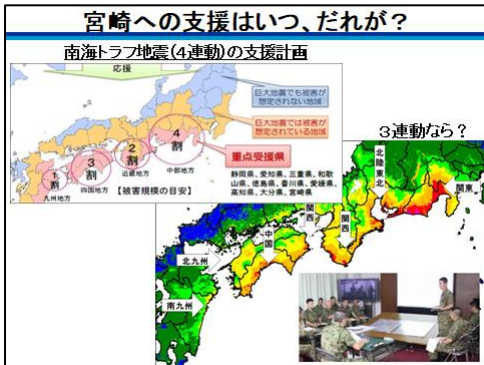 宮崎への支援はいつ、だれが？
南海トラフ地震(４連動)の支援計画
応援
巨大地震でも被害が
想定されない地域
巨大地震では被害が
想定されている地域
重点受援県
静岡県、愛知県、三重県、和歌
山県、徳島県、香川県、愛媛県、
高知県、大分県、宮崎県
４割
２割
３割
１割
中部地方
近畿地方
四国地方
九州地方
【被害規模の目安】
３連動なら？
北陸東北
関東
関西
関西
中国
北九州
南九州